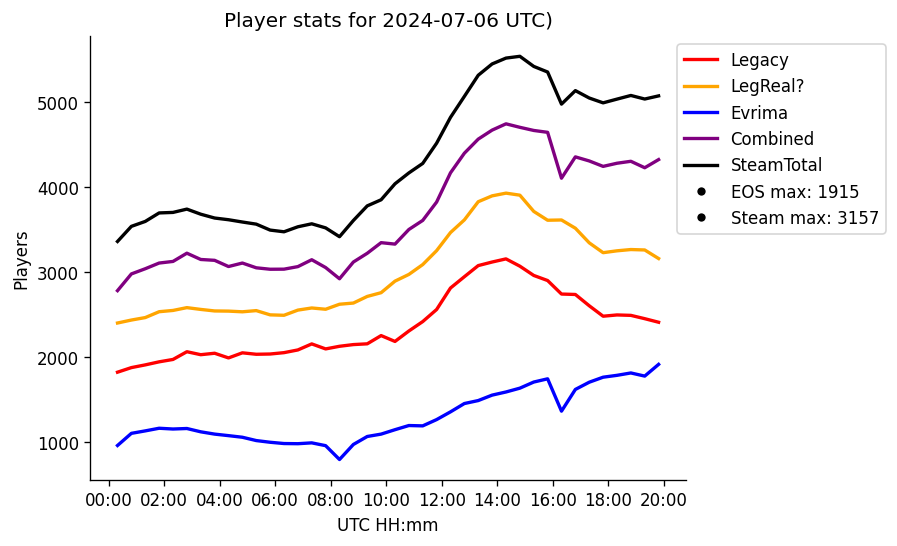 Player stats for 2024-07-06 UTC)
Legacy
LegReal?
Evrima
Combined
SteamTotal
EOS max: 1915
Steam max: 3157
Players
5000
4000
3000
2000
1000
00:00 02:00 04:00 06:00 08:00 10:00 12:00 14:00 16:00 18:00 20:00
UTC HH:mm